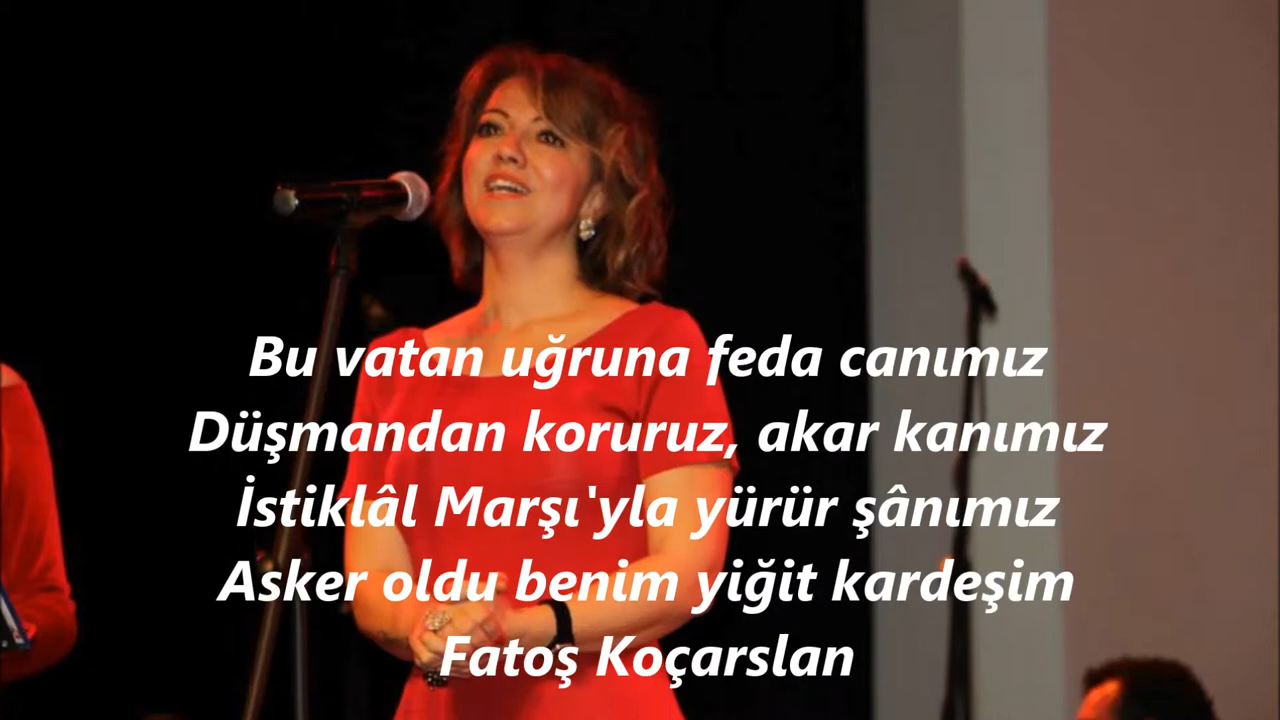 Bu vatan uğruna feda canımız
Düşmandan koruruz, akar kanımız
İstiklâl Marşı'yla yürür şânımız
Asker oldu benim yiğit kardeşim
Fatoş Koçarslan